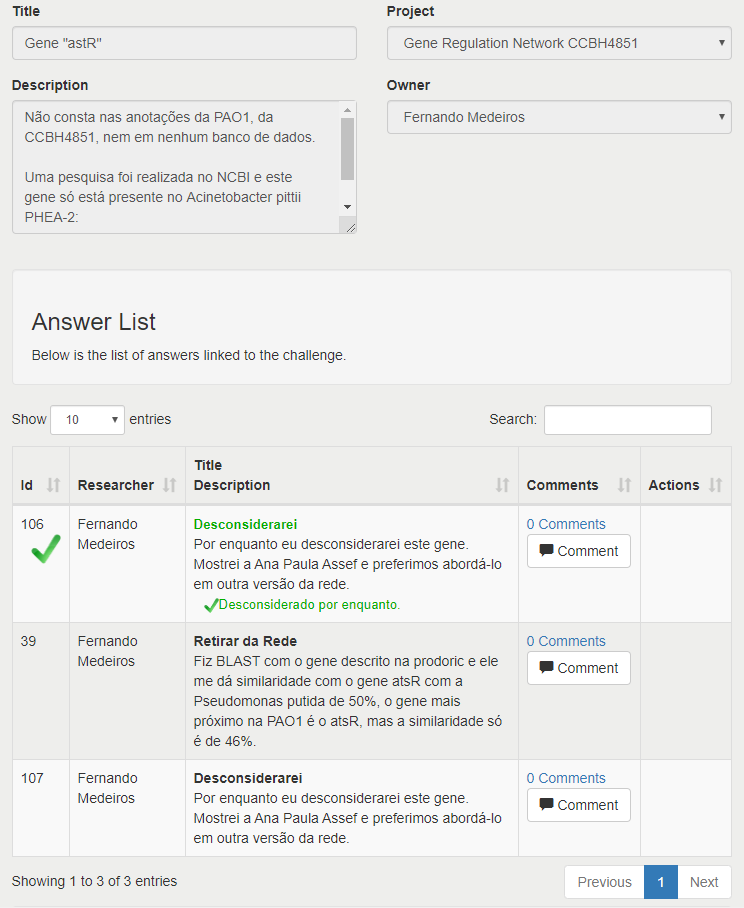 Title
Gene "astR"
Project
Gene Regulation Network CCBH4851
Description
Não consta nas anotações da PAO1, da
CCBH4851, nem em nenhum banco de dados.
Uma pesquisa foi realizada no NCBI e este
gene só está presente no Acinetobacter pittii
PHEA-2:
Owner
Fernando Medeiros
Answer List
Below is the list of answers linked to the challenge.
Show 10 entries
Search:
Id
Researcher
Title
Description
Comments
Actions
106
Fernando
Medeiros
Desconsiderarei
Por enquanto eu desconsiderarei este gene.
Mostrei a Ana Paula Assef e preferimos abordá-lo
em outra versão da rede.
Desconsiderado por enquanto.
0 Comments
Comment
39
Fernando
Medeiros
Retirar da Rede
Fiz BLAST com o gene descrito na prodoric e ele
me dá similaridade com o gene atsR com a
Pseudomonas putida de 50%, o gene mais
próximo na PAO1 é o atsR, mas a similaridade só
é de 46%.
0 Comments
Comment
107
Fernando
Medeiros
Desconsiderarei
Por enquanto eu desconsiderarei este gene.
Mostrei a Ana Paula Assef e preferimos abordá-lo
em outra versão da rede.
0 Comments
Comment
Showing 1 to 3 of 3 entries
Previous 1 Next